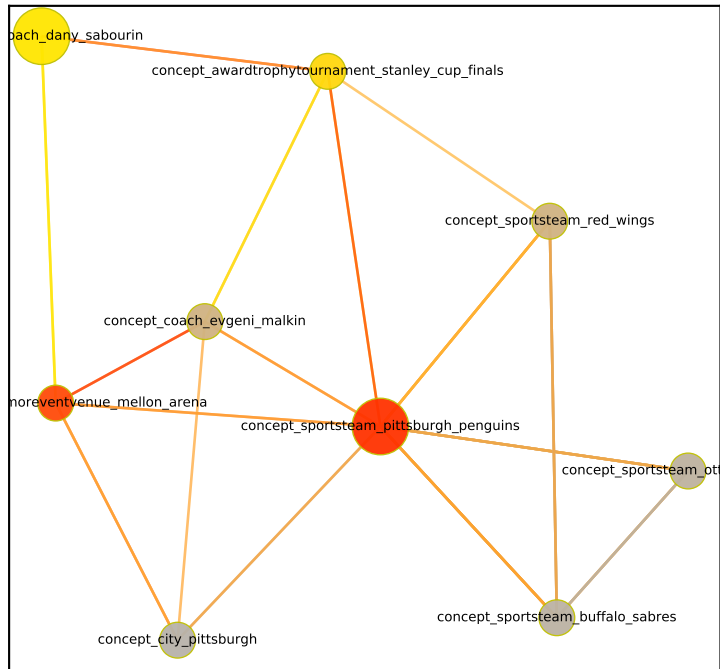 oach_dany_sabourin
concept_awardtrophytournament_stanley_cup_finals
concept_sportsteam_red_wings
concept_coach_evgeni_malkin
moreventvenue_mellon_arena
concept_sportsteam_pittsburgh_penguins
concept_sportsteam_ott
concept_sportsteam_buffalo_sabres
concept_city_pittsburgh